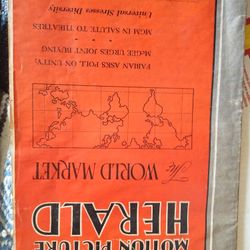 MOTION PICTURE
HERALD
The WORLD MARKET
FABIAN ASKS POLL ON UNITY,
McGEE URGES JOINT BUYING
MGM IN SALUTE TO THEATRES
Universal Stresses Diversity